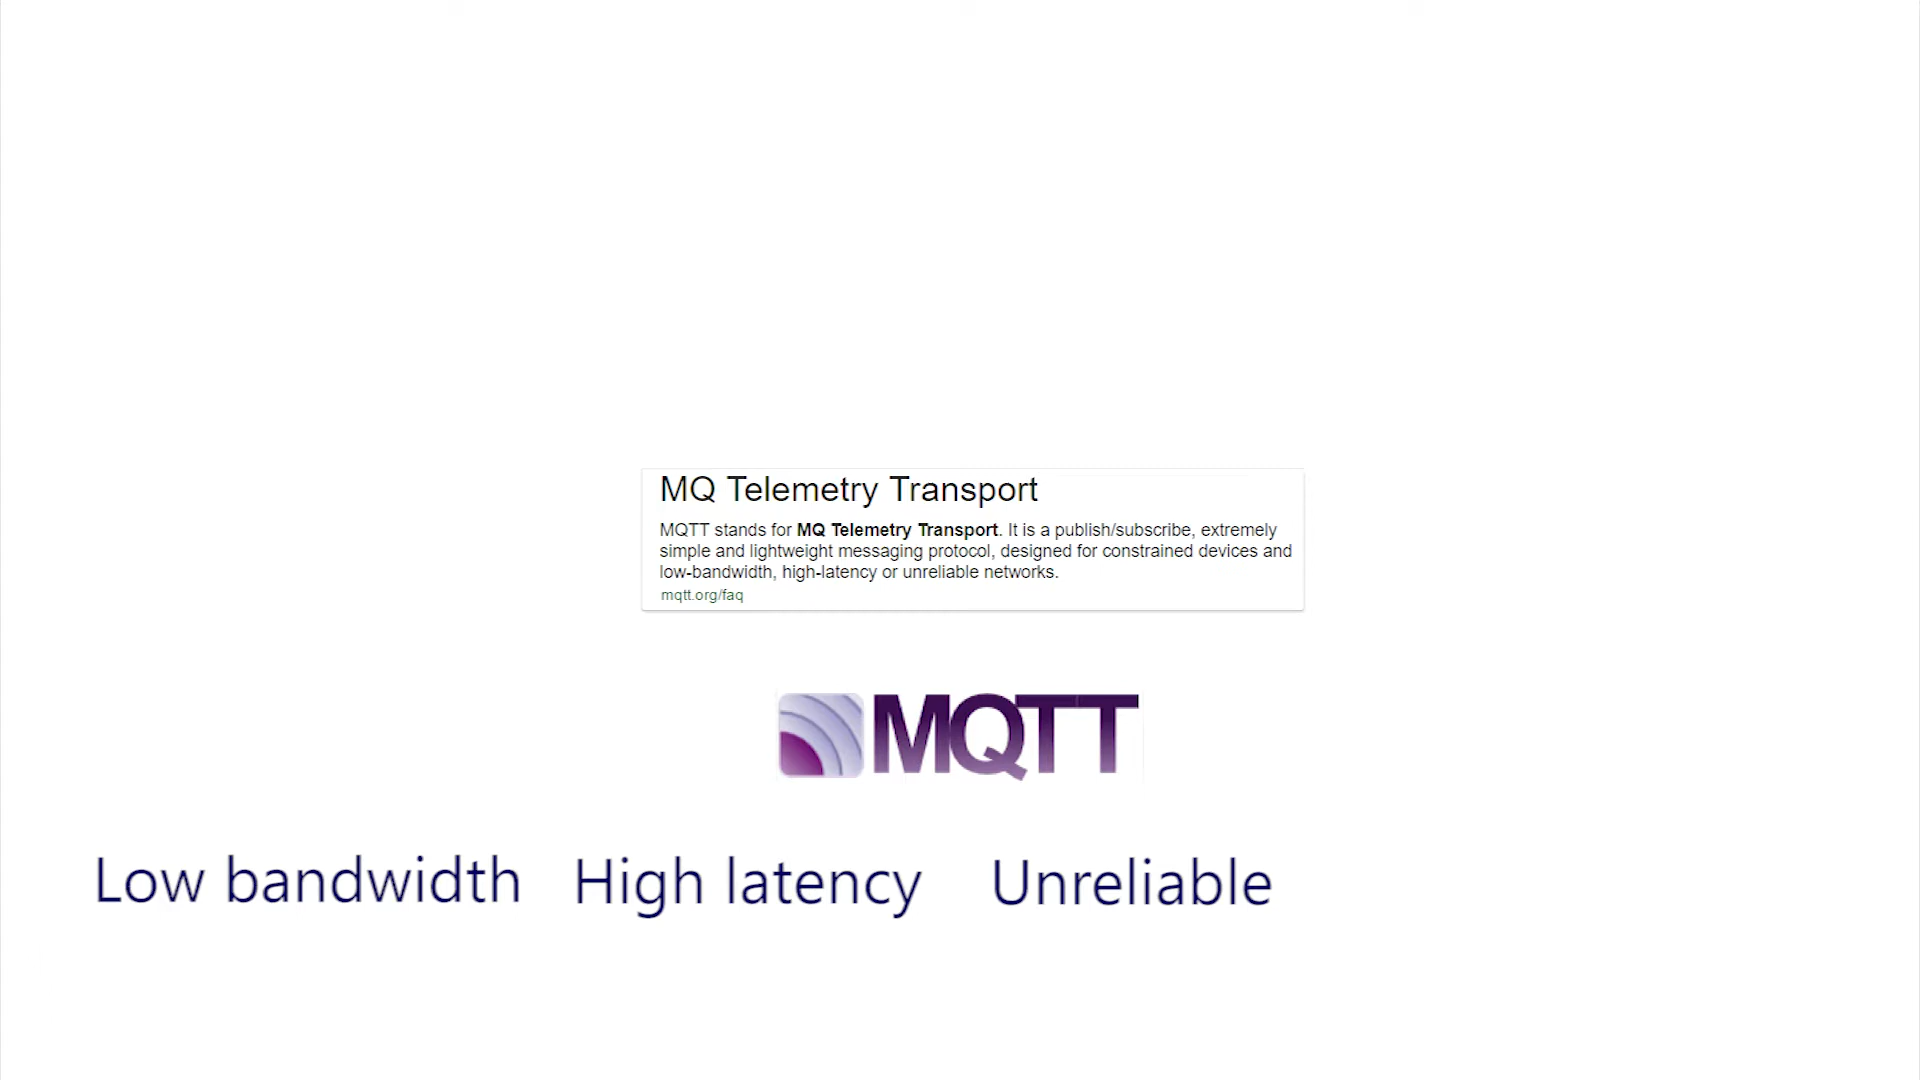 MQ Telemetry Transport
MQTT stands for MQ Telemetry Transport. It is a publish/subscribe, extremely
simple and lightweight messaging protocol, designed for constrained devices and
low-bandwidth, high-latency or unreliable networks.
mqtt.org/faq
MQTT
Low bandwidth High latency Unreliable